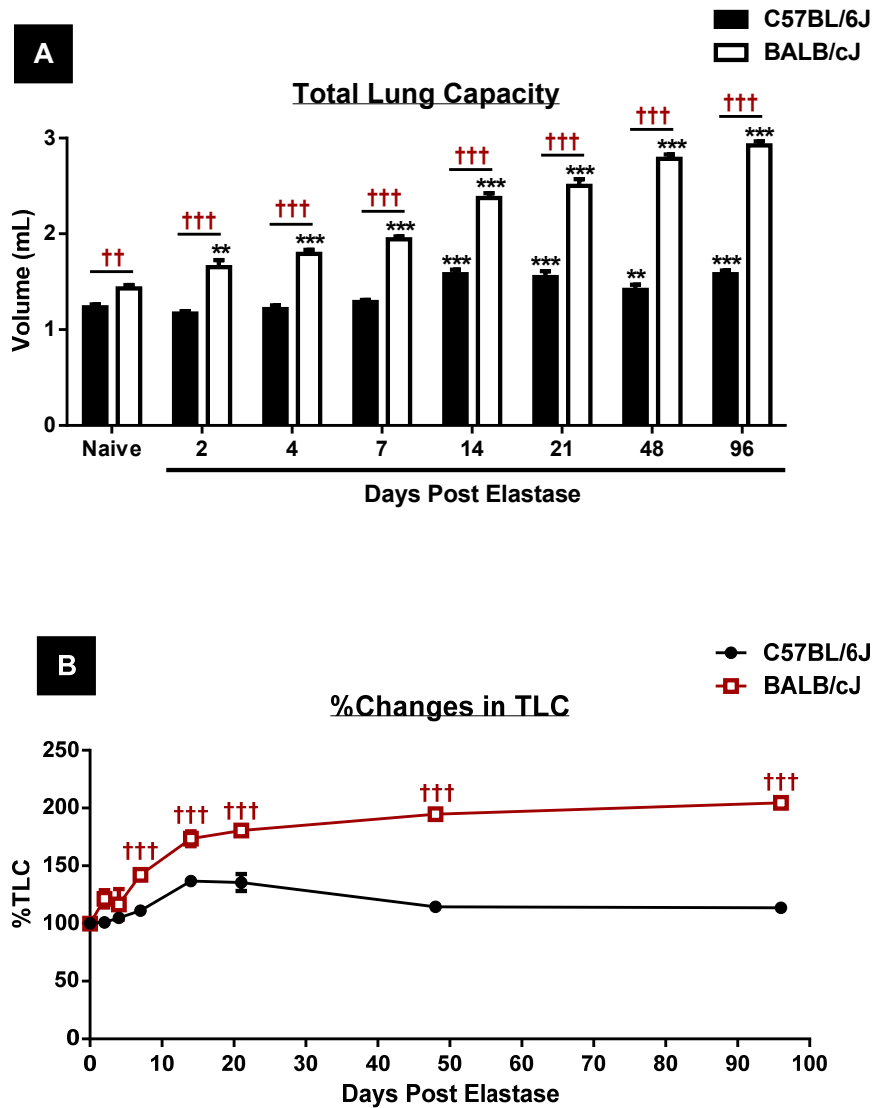 C57BL/6J
BALB/cJ
A
Total Lung Capacity
Volume (mL)
3
2
1
0
††
†††
†††
†††
†††
†††
†††
†††
**
***
***
***
***
***
***
**
***
***
***
Naive 2 4 7 14 21 48 96
Days Post Elastase
B
C57BL/6J
BALB/cJ
%Changes in TLC
%TLC
250
200
150
100
50
0
†††
†††
†††
†††
†††
0 10 20 30 40 50 60 70 80 90 100
Days Post Elastase